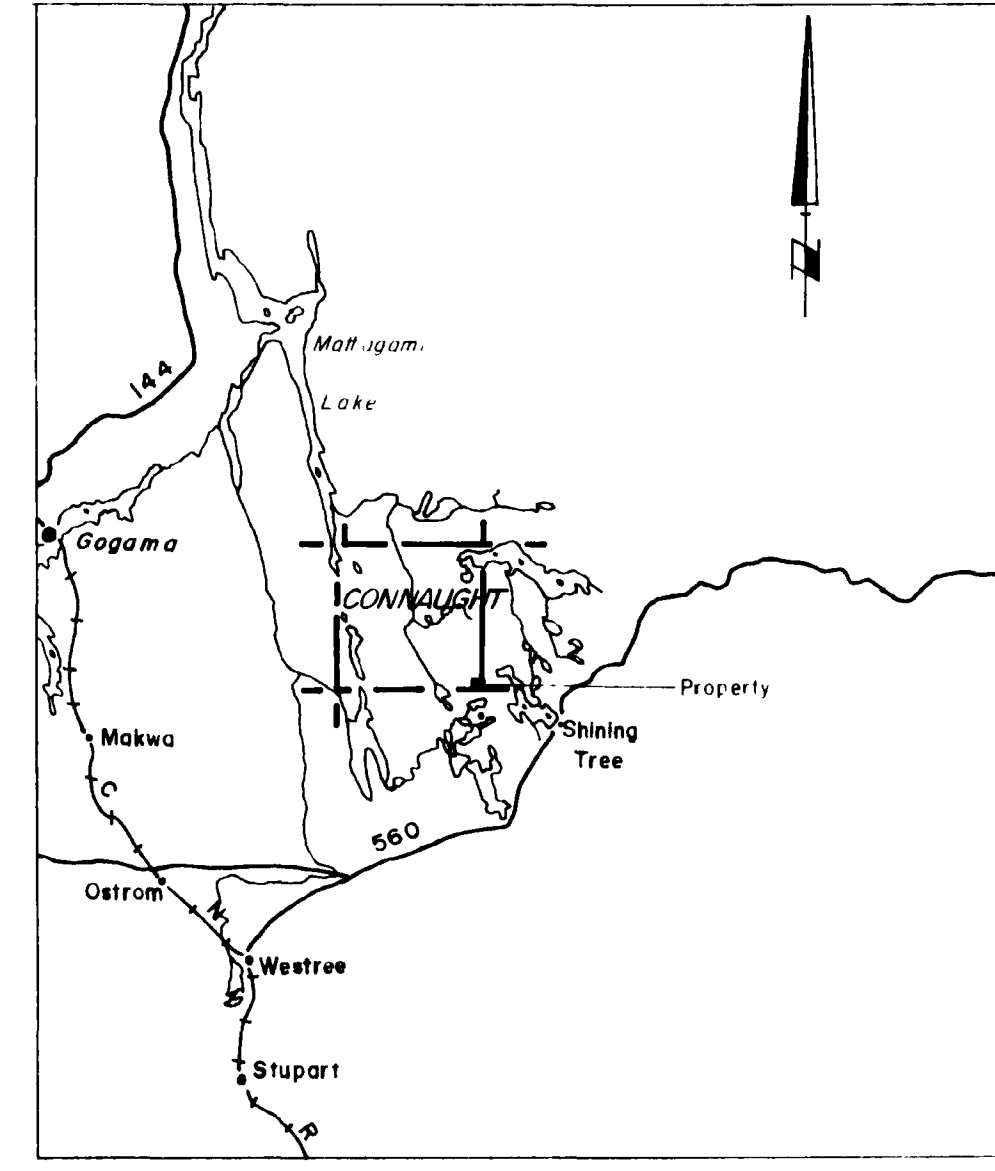 Mattagami
Lake
144
Gogama
CONNAUGHT
Property
Shining
Tree
Makwa
C
560
Ostrom
N
Westree
Stupart
R